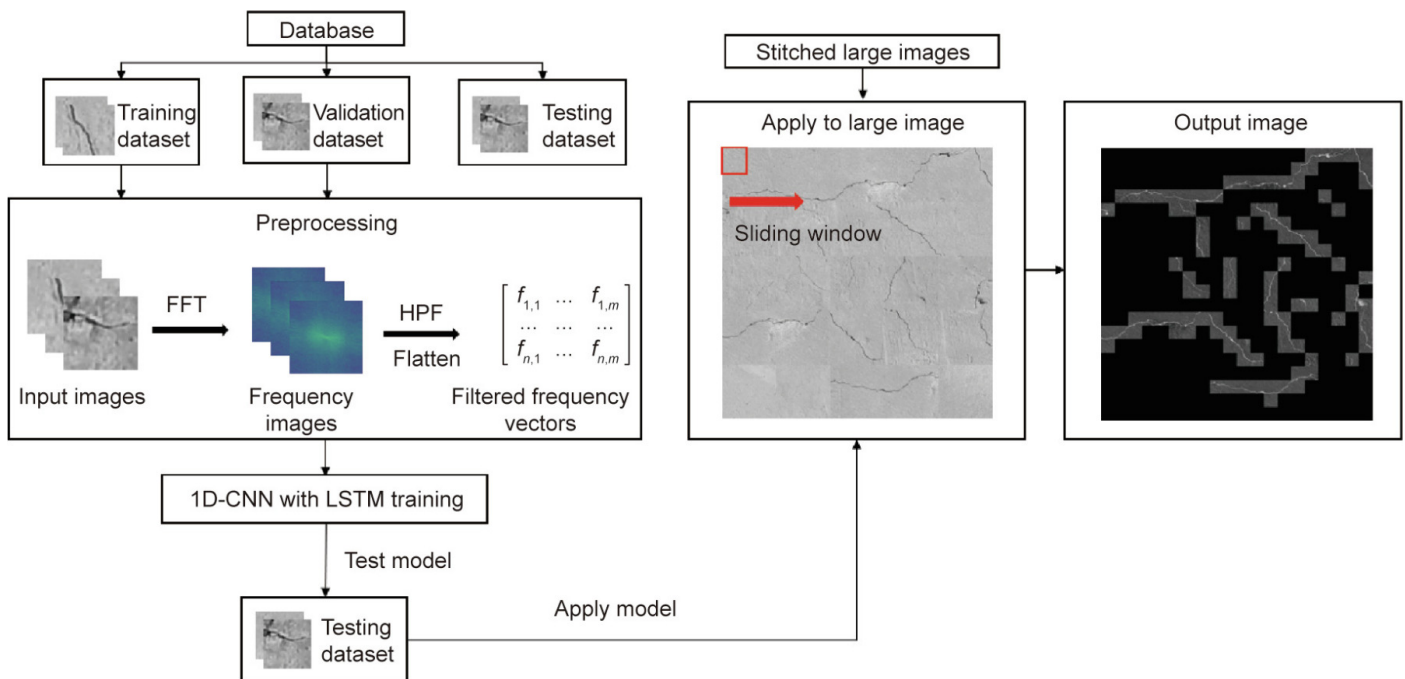 Database
Training
dataset
Validation
dataset
Testing
dataset
Preprocessing
FFT
HPF
Flatten
f1,1 … f1,m
… … …
fn,1 … fn,m
Input images
Frequency
images
Filtered frequency
vectors
1D-CNN with LSTM training
Test model
Testing
dataset
Apply model
Stitched large images
Apply to large image
Sliding window
Output image